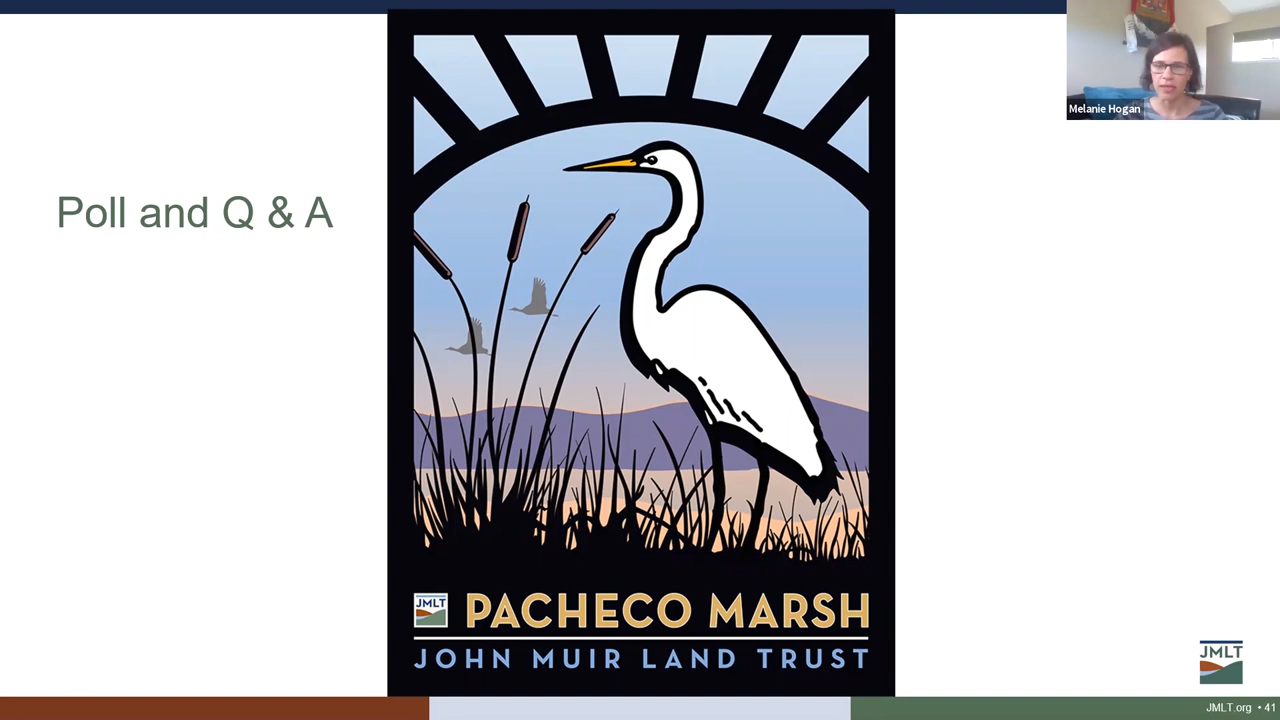 Poll and Q & A
Melanie Hogan
JMLT PACHECO MARSH
JOHN MUIR LAND TRUST
JMLT
JMLT.org • 41